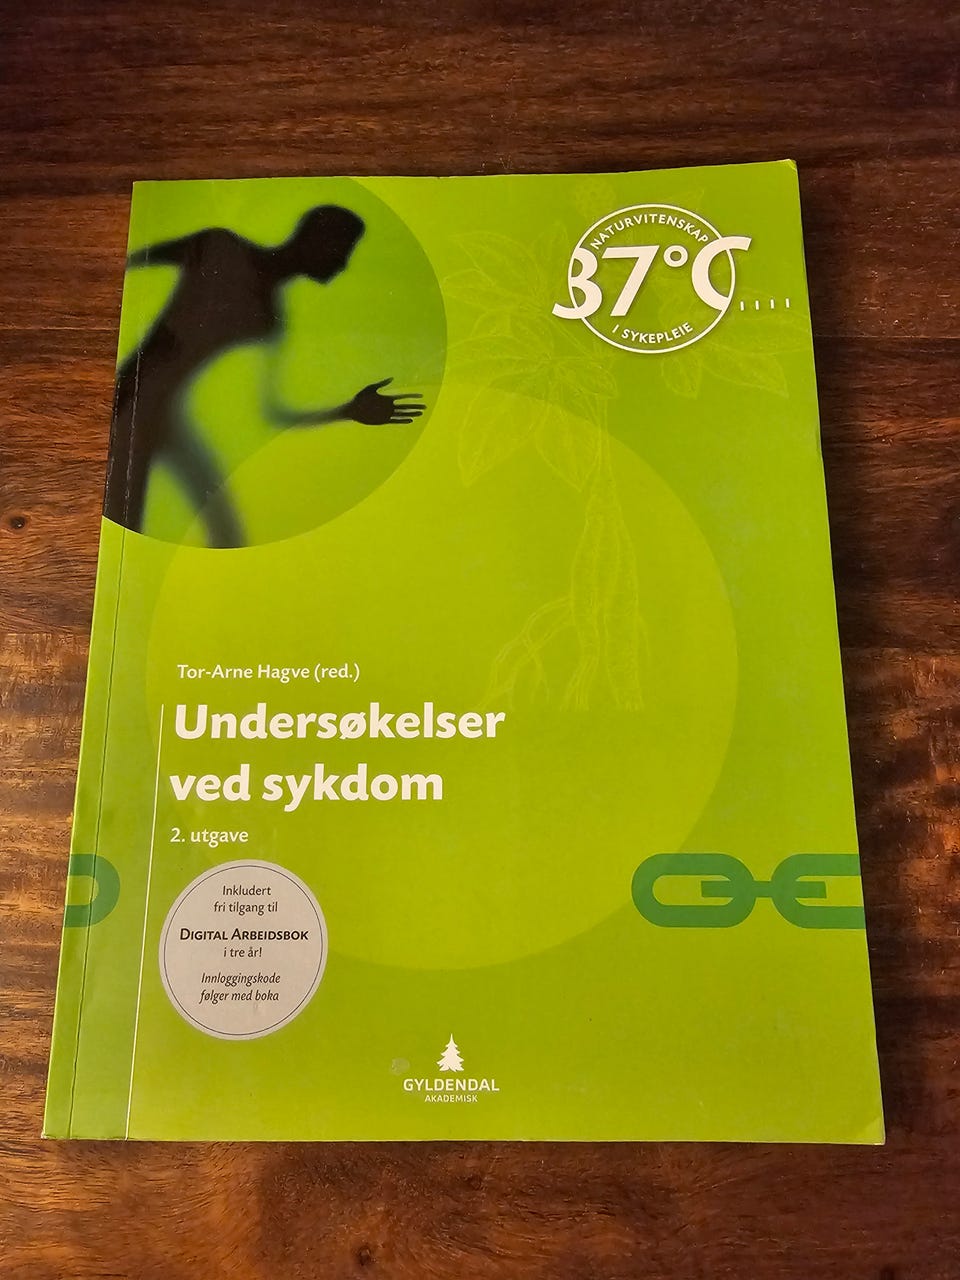 NATURVITENSKAP
37°C
I SYKEPLEIE
Tor-Arne Hagve (red.)
Undersøkelser
ved sykdom
2. utgave
Inkludert
fri tilgang til
DIGITAL ARBEIDSBOK
i tre år!
Innloggingskode
følger med boka
GYLDENDAL
AKADEMISK